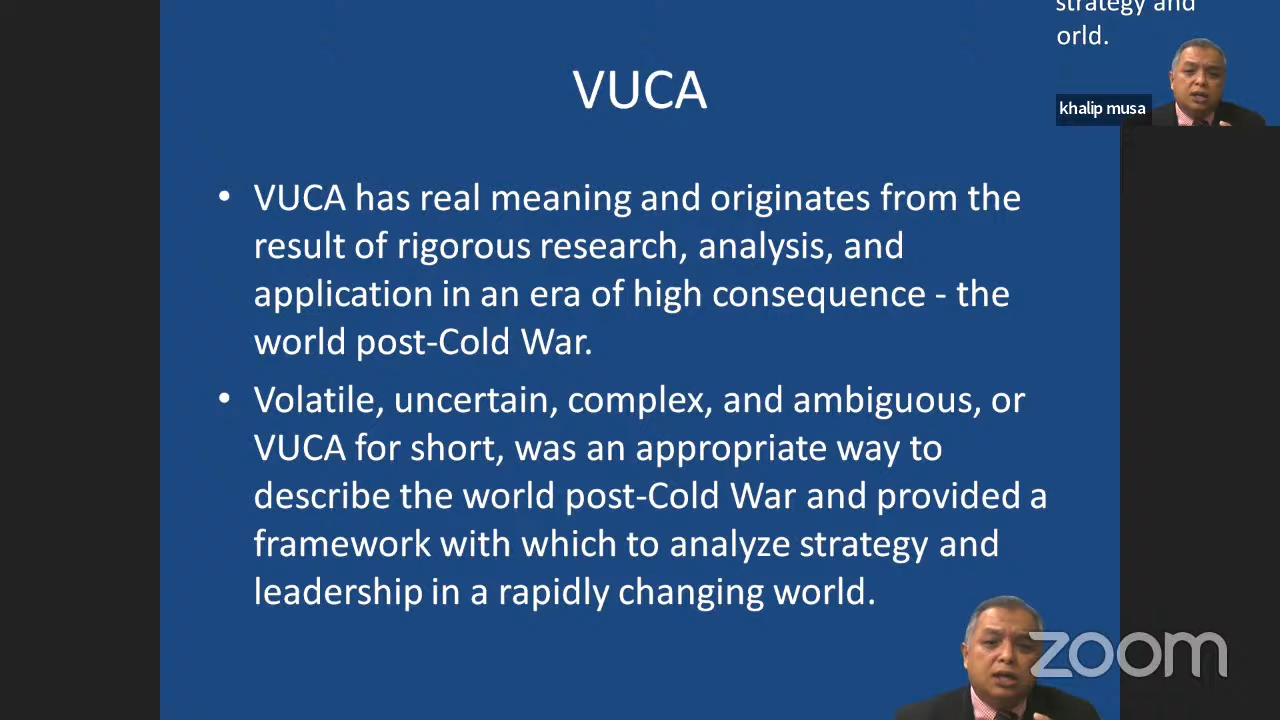 strategy and
orld.
khalip musa
VUCA
• VUCA has real meaning and originates from the
result of rigorous research, analysis, and
application in an era of high consequence - the
world post-Cold War.
• Volatile, uncertain, complex, and ambiguous, or
VUCA for short, was an appropriate way to
describe the world post-Cold War and provided a
framework with which to analyze strategy and
leadership in a rapidly changing world.
zoom